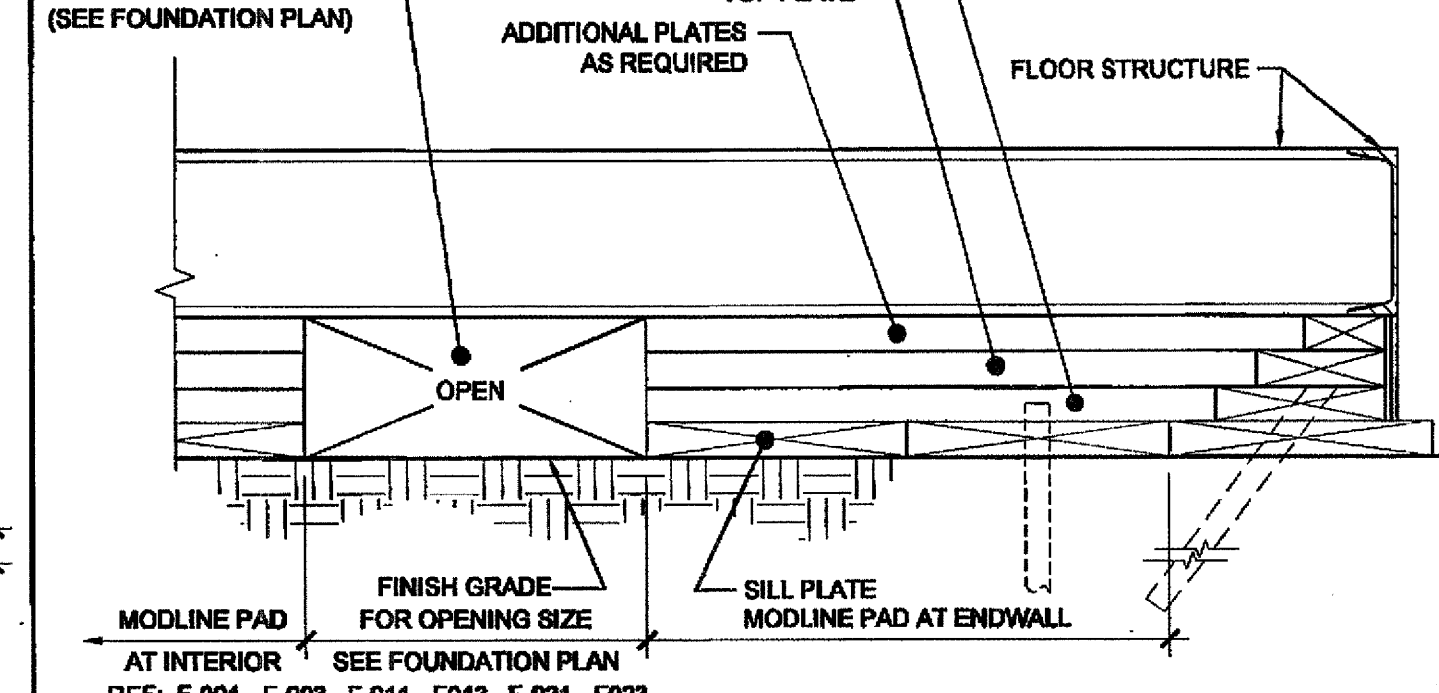 (SEE FOUNDATION PLAN)
ADDITIONAL PLATES
AS REQUIRED
FLOOR STRUCTURE
OPEN
FINISH GRADE
FOR OPENING SIZE
SEE FOUNDATION PLAN
SILL PLATE
MODLINE PAD AT ENDWALL
MODLINE PAD
AT INTERIOR